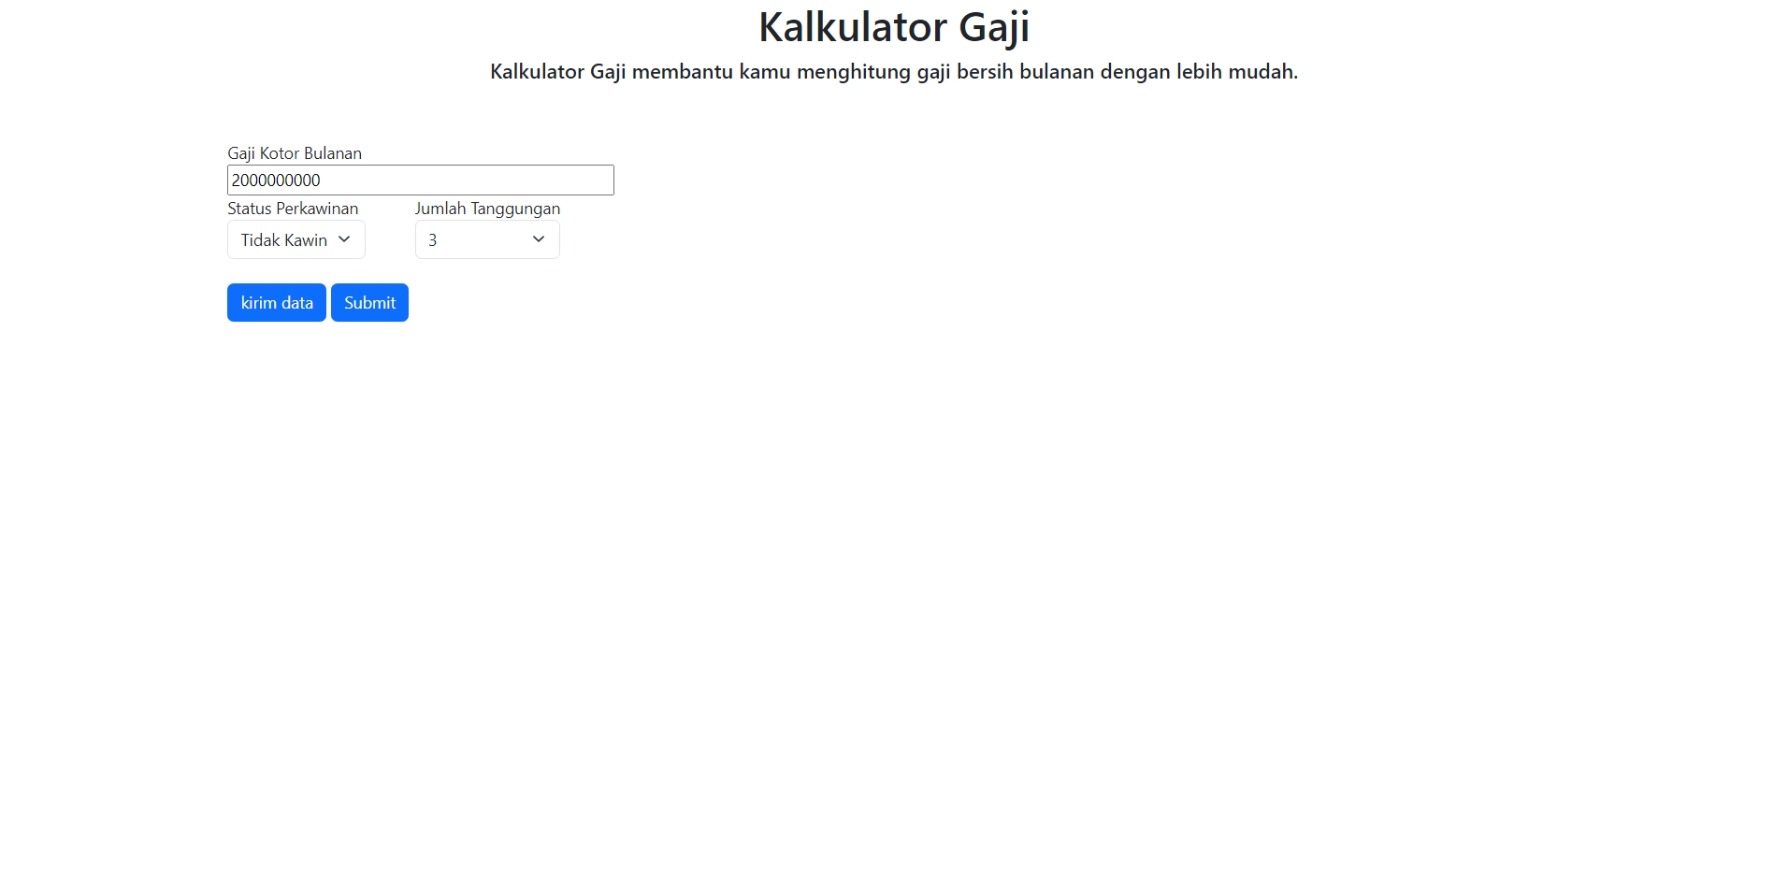 Kalkulator Gaji
Kalkulator Gaji membantu kamu menghitung gaji bersih bulanan dengan lebih mudah.
Gaji Kotor Bulanan
2000000000
Status Perkawinan Jumlah Tanggungan
Tidak Kawin 3
kirim data Submit